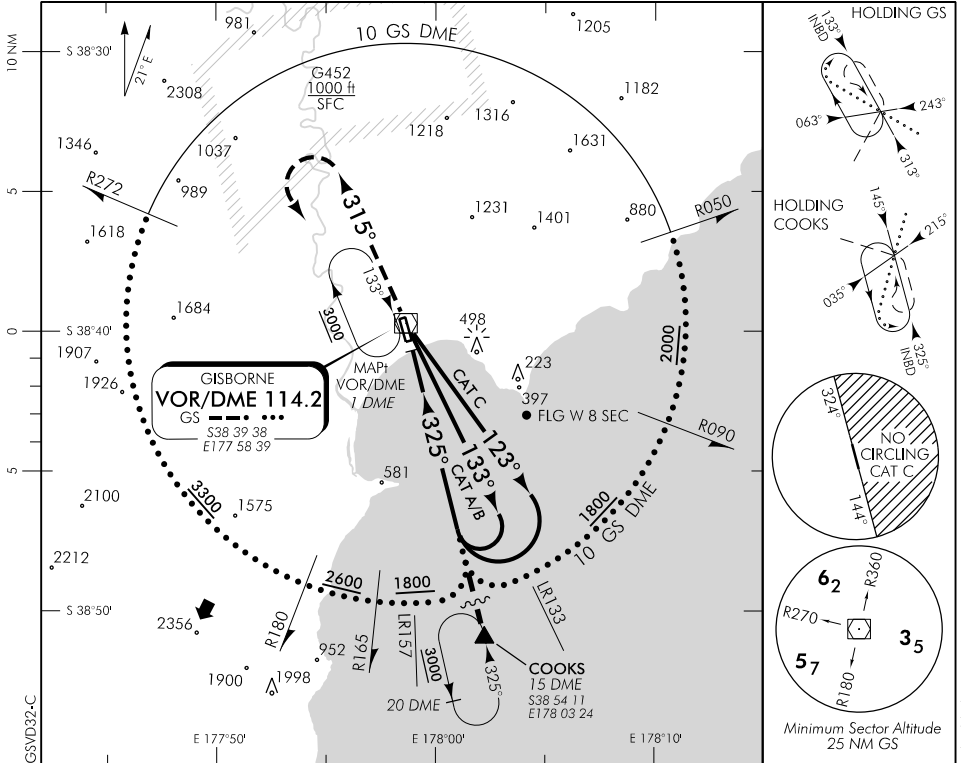 10 NM
5
0
5
S 38°30'
S 38°40'
S 38°50'
21° E
981
10 GS DME
1205
G452
1000 ft
SFC
2308
1182
1316
1218
1037
1631
1346
989
R272
1231
1401
880
R050
1618
315°
133°
3000
1684
498
2000
1907
1926
GISBORNE
VOR/DME 114.2
GS
S38 39 38
E177 58 39
MAPt
VOR/DME
1 DME
CAT C
223
397
FLG W 8 SEC
325°
133°
123°
CAT A/B
R090
581
2100
3300
1575
1800
10 GS DME
2212
2600
1800
R180
R165
LR157
LR133
2356
952
3000
325°
COOKS
15 DME
S38 54 11
E178 03 24
1900
1998
20 DME
E 177°50'
E 178°00'
E 178°10'
GSVD32-C
HOLDING GS
133°
INBD
243°
063°
313°
HOLDING
COOKS
145°
215°
035°
325°
INBD
324°
NO
CIRCLING
CAT C
144°
62
R360
R270
35
57
R180
Minimum Sector Altitude
25 NM GS